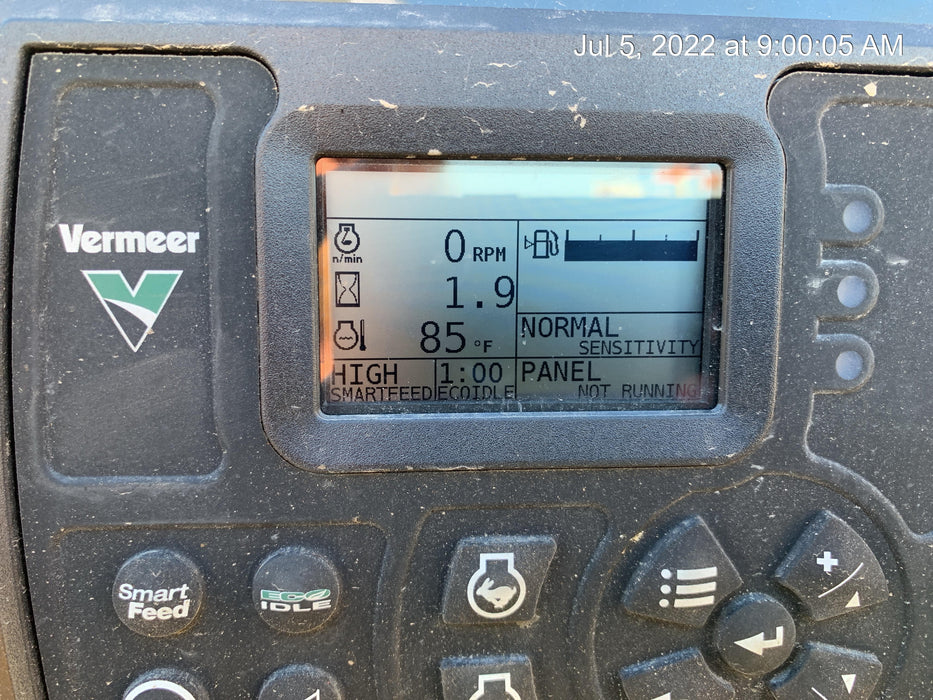 Jul 5, 2022 at 9:00:05 AM
Vermeer
n/min
0 RPM
1.9
85 °F
NORMAL
SENSITIVITY
HIGH
SMARTFEED
1:00
ECOIDLE
PANEL
NOT RUNNING
Smart
Feed
ECO
IDLE